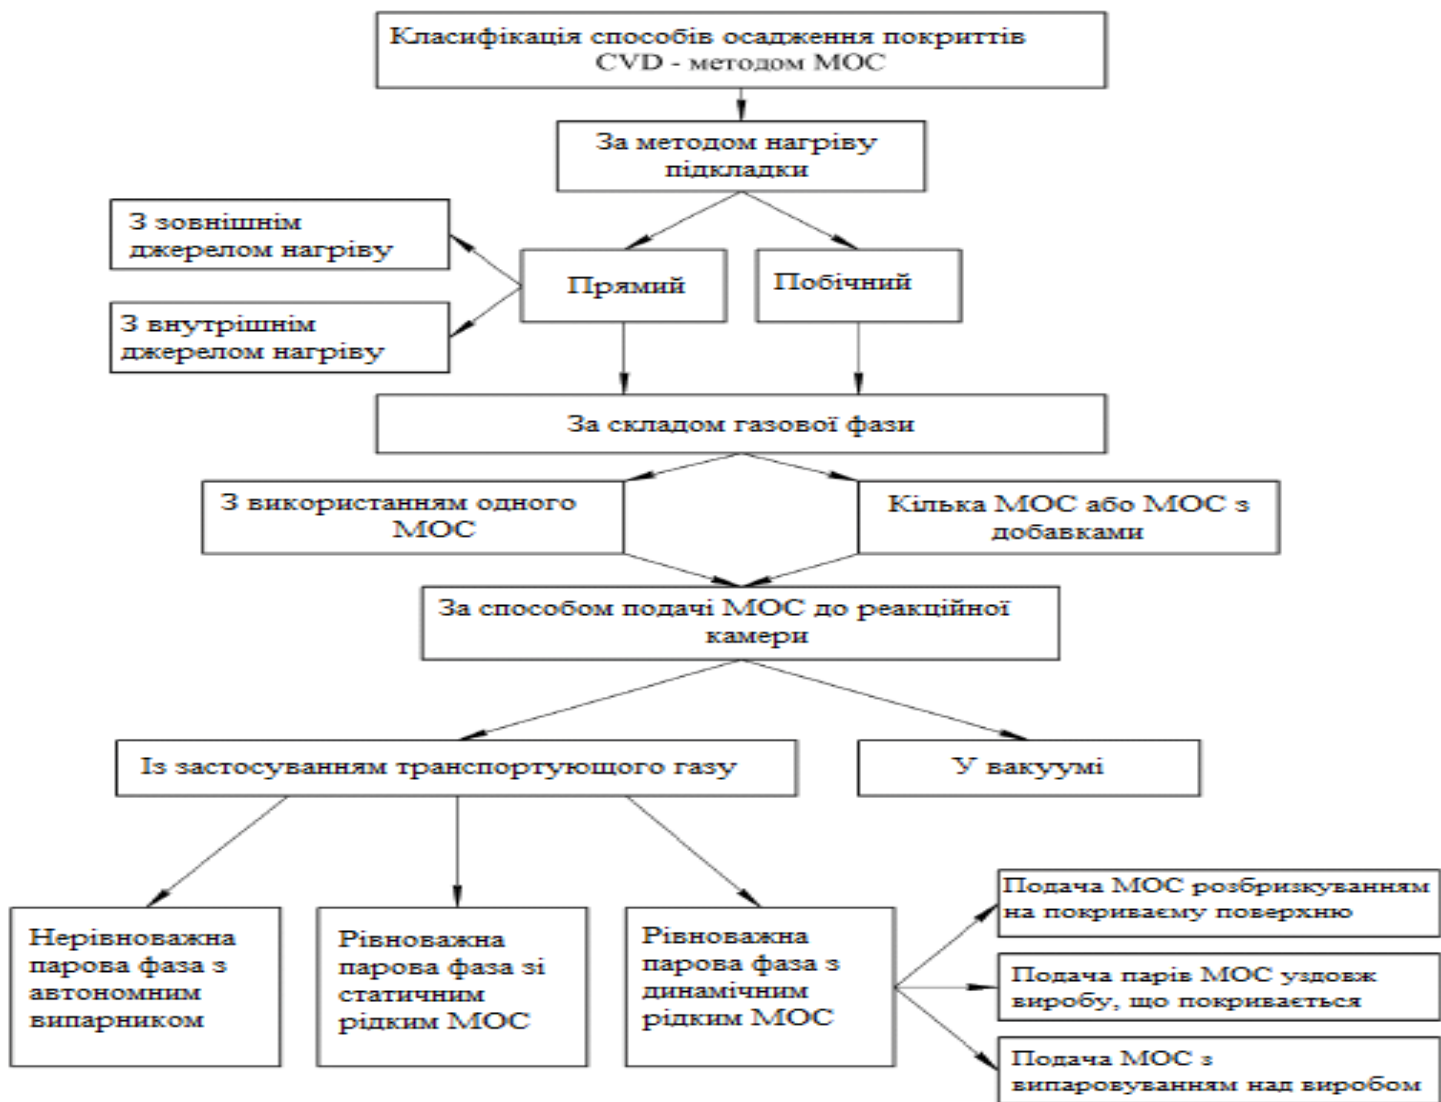 Класифікація способів осадження покриттів
CVD - методом МОС
За методом нагріву
підкладки
З зовнішнім
джерелом нагріву
Прямий
Побічний
З внутрішнім
джерелом нагріву
За складом газової фази
З використанням одного
МОС
Кілька МОС або МОС з
добавками
За способом подачі МОС до реакційної
камери
Із застосуванням транспортующого газу
У вакуумі
Нерівноважна
парова фаза з
автономним
випарником
Рівноважна
парова фаза зі
статичним
рідким МОС
Рівноважна
парова фаза з
динамічним
рідким МОС
Подача МОС розбризкуванням
на покриваєму поверхню
Подача парів МОС уздовж
виробу, що покривається
Подача МОС з
випаровуванням над виробом